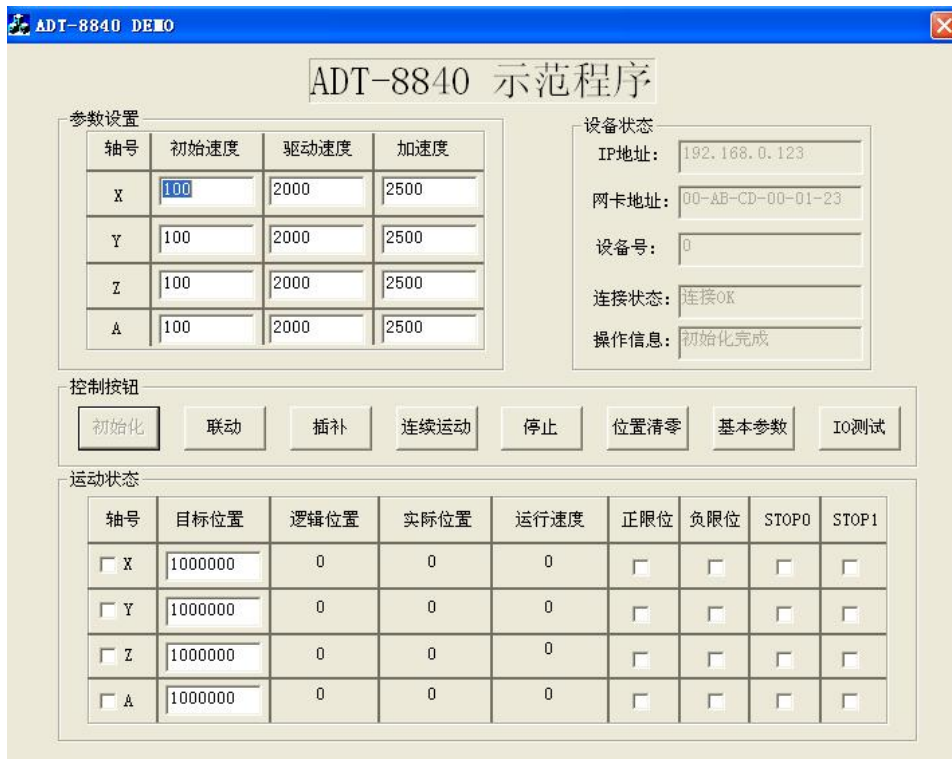 ADT-8840 DEMO
ADT-8840 示范程序
参数设置
轴号 初始速度 驱动速度 加速度
X 100 2000 2500
Y 100 2000 2500
Z 100 2000 2500
A 100 2000 2500
设备状态
IP地址： 192.168.0.123
网卡地址： 00-AB-CD-00-01-23
设备号： 0
连接状态： 连接OK
操作信息： 初始化完成
控制按钮
初始化 联动 插补 连续运动 停止 位置清零 基本参数 IO测试
运动状态
轴号 目标位置 逻辑位置 实际位置 运行速度 正限位 负限位 STOP0 STOP1
X 1000000 0 0 0
Y 1000000 0 0 0
Z 1000000 0 0 0
A 1000000 0 0 0